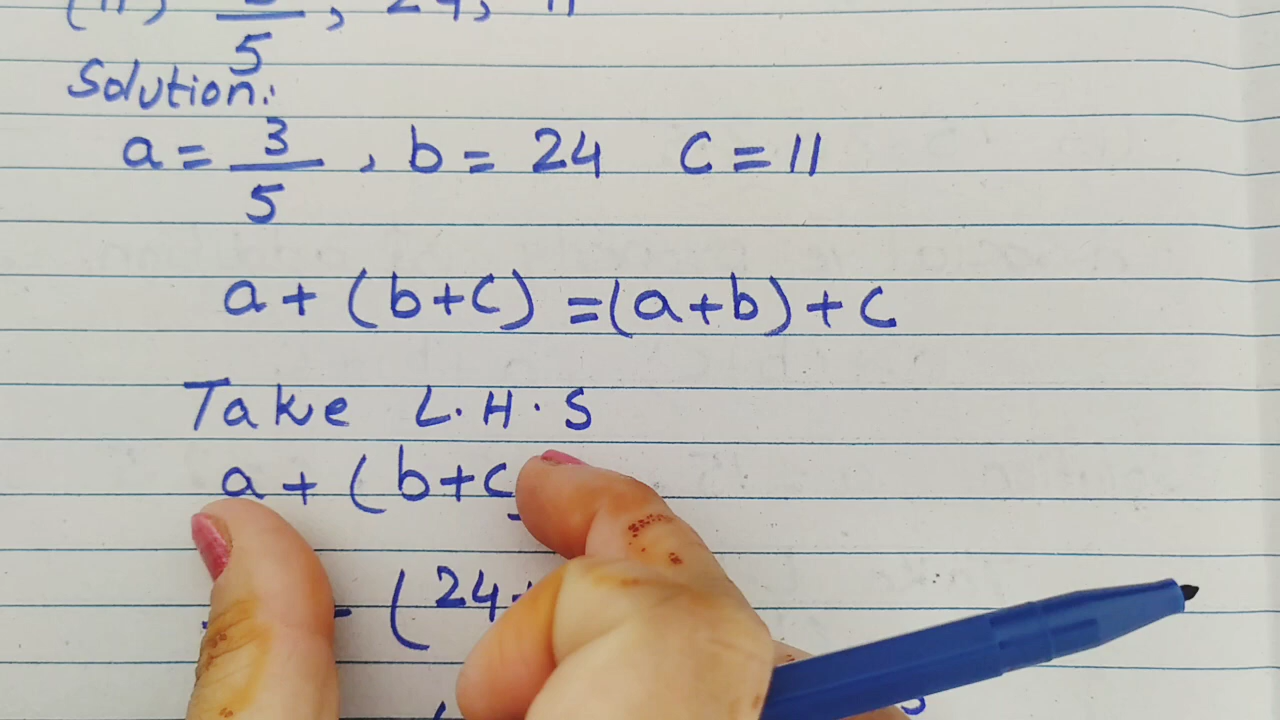 5
Solution:
a = 3/5 , b = 24 c = 11
a + (b+c) = (a+b) + c
Take L.H.S
a + (b+c
(24